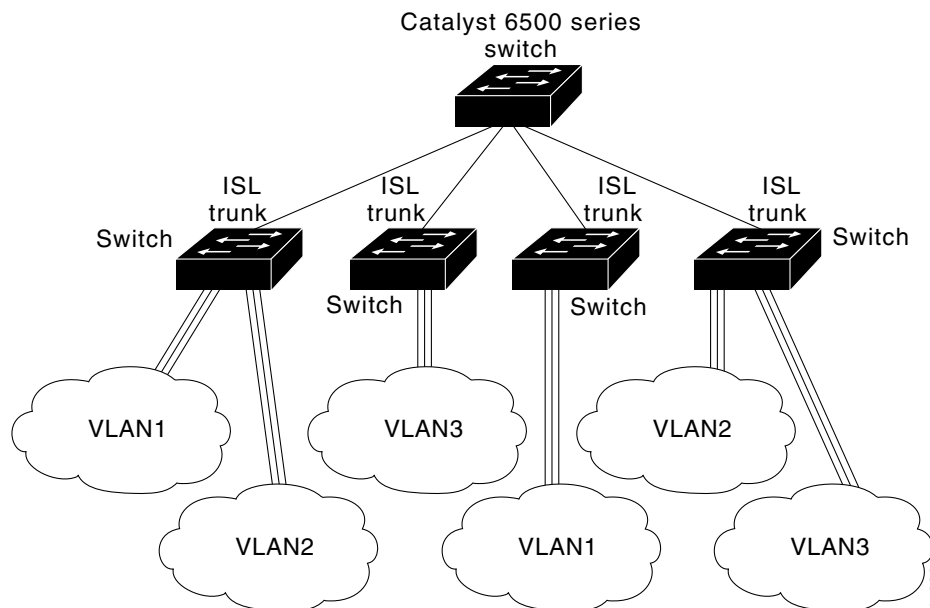 Catalyst 6500 series
switch
ISL
trunk
ISL
trunk
ISL
trunk
ISL
trunk
Switch
Switch
Switch
Switch
VLAN1
VLAN3
VLAN2
VLAN2
VLAN1
VLAN3